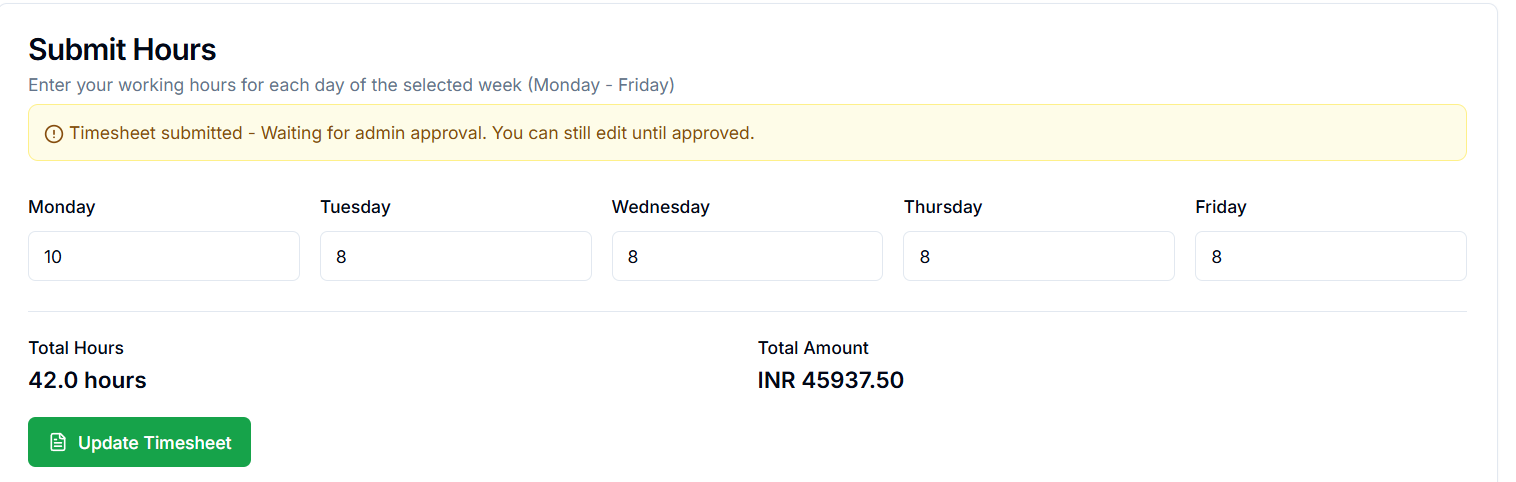 Submit Hours
Enter your working hours for each day of the selected week (Monday - Friday)
Timesheet submitted - Waiting for admin approval. You can still edit until approved.
Monday Tuesday Wednesday Thursday Friday
10 8 8 8 8
Total Hours Total Amount
42.0 hours INR 45937.50
Update Timesheet